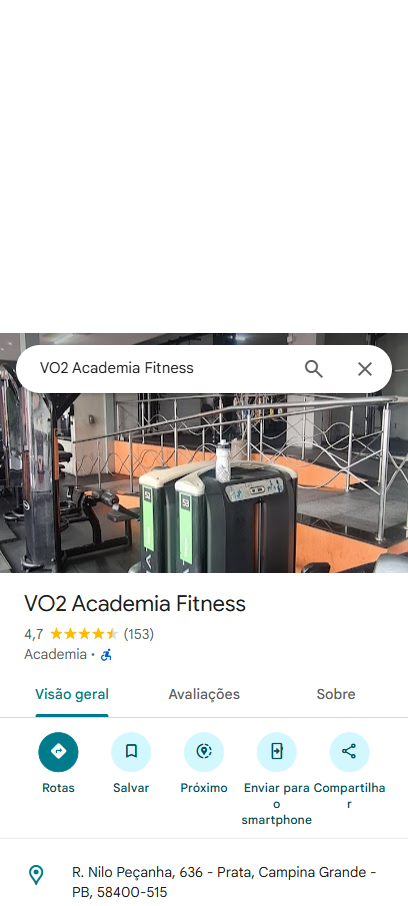 VO2 Academia Fitness
VO2 Academia Fitness
4,7 (153)
Academia ·
Visão geral Avaliações Sobre
Rotas Salvar Próximo Enviar para o smartphone Compartilhar
R. Nilo Peçanha, 636 - Prata, Campina Grande -
PB, 58400-515